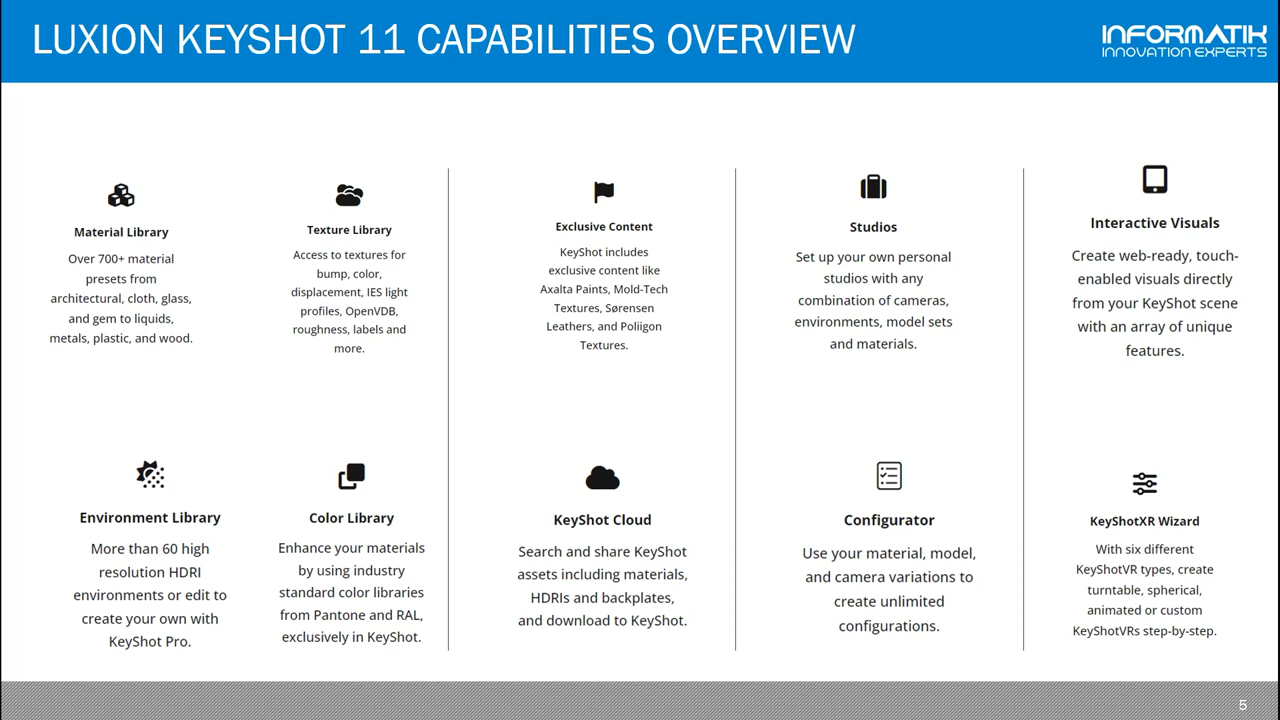 LUXION KEYSHOT 11 CAPABILITIES OVERVIEW
INFORMATIK
INNOVATION EXPERTS
Material Library
Over 700+ material
presets from
architectural, cloth, glass,
and gem to liquids,
metals, plastic, and wood.
Texture Library
Access to textures for
bump, color,
displacement, IES light
profiles, OpenVDB,
roughness, labels and
more.
Exclusive Content
KeyShot includes
exclusive content like
Axalta Paints, Mold-Tech
Textures, Sørensen
Leathers, and Poliigon
Textures.
Studios
Set up your own personal
studios with any
combination of cameras,
environments, model sets
and materials.
Interactive Visuals
Create web-ready, touch-
enabled visuals directly
from your KeyShot scene
with an array of unique
features.
Environment Library
More than 60 high
resolution HDRI
environments or edit to
create your own with
KeyShot Pro.
Color Library
Enhance your materials
by using industry
standard color libraries
from Pantone and RAL,
exclusively in KeyShot.
KeyShot Cloud
Search and share KeyShot
assets including materials,
HDRIs and backplates,
and download to KeyShot.
Configurator
Use your material, model,
and camera variations to
create unlimited
configurations.
KeyShotXR Wizard
With six different
KeyShotVR types, create
turntable, spherical,
animated or custom
KeyShotVRs step-by-step.
5